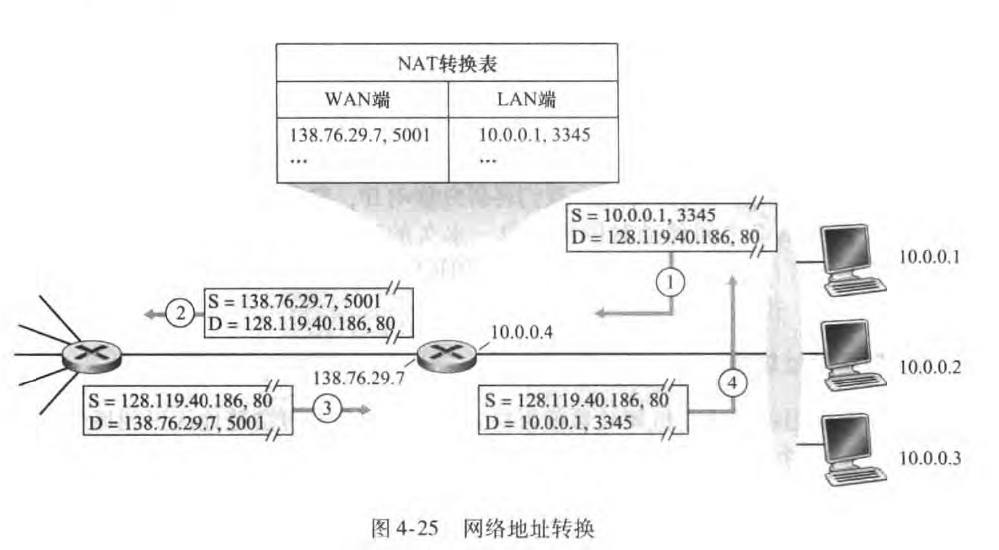 NAT转换表
WAN端
LAN端
138.76.29.7, 5001
10.0.0.1, 3345
…
…
S = 10.0.0.1, 3345
D = 128.119.40.186, 80
10.0.0.1
1
2
S = 138.76.29.7, 5001
D = 128.119.40.186, 80
10.0.0.4
10.0.0.2
138.76.29.7
4
S = 128.119.40.186, 80
D = 138.76.29.7, 5001
3
S = 128.119.40.186, 80
D = 10.0.0.1, 3345
10.0.0.3
图 4-25 网络地址转换